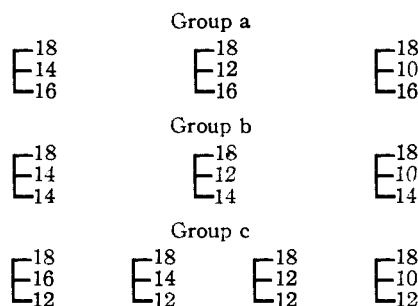 Group a
18 18 18
14 12 10
16 16 16
Group b
18 18 18
14 12 10
14 14 14
Group c
18 18 18 18
16 14 12 10
12 12 12 12